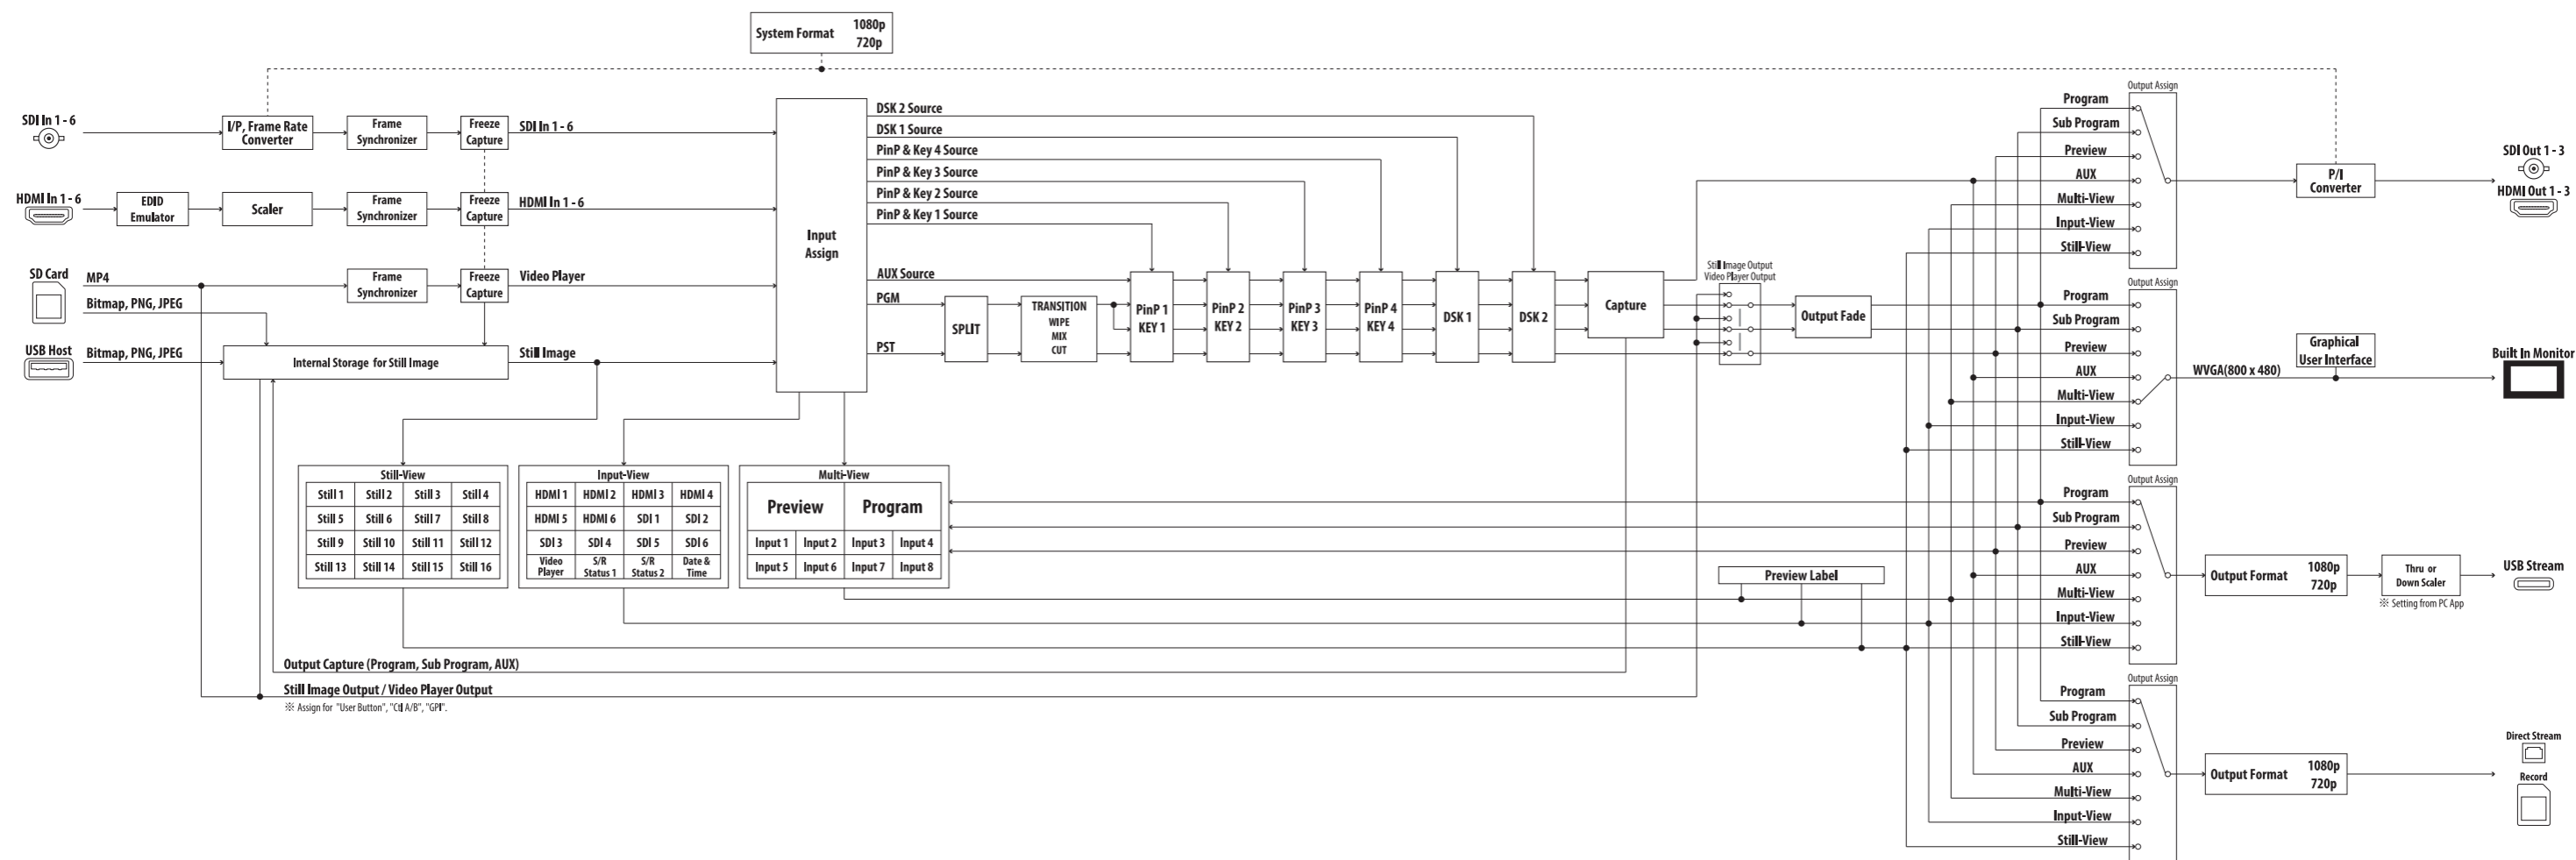 System Format 1080p
720p
SDI In 1 - 6
I/P, Frame Rate
Converter
Frame
Synchronizer
Freeze
Capture
SDI In 1 - 6
HDMI In 1 - 6
EDID
Emulator
Scaler
Frame
Synchronizer
Freeze
Capture
HDMI In 1 - 6
SD Card
MP4
Bitmap, PNG, JPEG
Frame
Synchronizer
Freeze
Capture
Video Player
USB Host
Bitmap, PNG, JPEG
Internal Storage for Still Image
Still Image
Input
Assign
DSK 2 Source
DSK 1 Source
PinP & Key 4 Source
PinP & Key 3 Source
PinP & Key 2 Source
PinP & Key 1 Source
AUX Source
PGM
PST
SPLIT
TRANSITION
WIPE
MIX
CUT
PinP 1
KEY 1
PinP 2
KEY 2
PinP 3
KEY 3
PinP 4
KEY 4
DSK 1
DSK 2
Capture
Still Image Output
Video Player Output
Output Fade
Still-View
Still 1 Still 2 Still 3 Still 4
Still 5 Still 6 Still 7 Still 8
Still 9 Still 10 Still 11 Still 12
Still 13 Still 14 Still 15 Still 16
Input-View
HDMI 1 HDMI 2 HDMI 3 HDMI 4
HDMI 5 HDMI 6 SDI 1 SDI 2
SDI 3 SDI 4 SDI 5 SDI 6
Video
Player
S/R
Status 1
S/R
Status 2
Date &
Time
Multi-View
Preview Program
Input 1 Input 2 Input 3 Input 4
Input 5 Input 6 Input 7 Input 8
Preview Label
Output Capture (Program, Sub Program, AUX)
Still Image Output / Video Player Output
※ Assign for "User Button", "Ctl A/B", "GPI".
Output Assign
Program
Sub Program
Preview
AUX
Multi-View
Input-View
Still-View
P/I
Converter
SDI Out 1 - 3
HDMI Out 1 - 3
Output Assign
Program
Sub Program
Preview
AUX
Multi-View
Input-View
Still-View
WVGA(800 x 480)
Graphical
User Interface
Built In Monitor
Output Assign
Program
Sub Program
Preview
AUX
Multi-View
Input-View
Still-View
Output Format 1080p
720p
Thru or
Down Scaler
※ Setting from PC App
USB Stream
Output Assign
Program
Sub Program
Preview
AUX
Multi-View
Input-View
Still-View
Output Format 1080p
720p
Direct Stream
Record